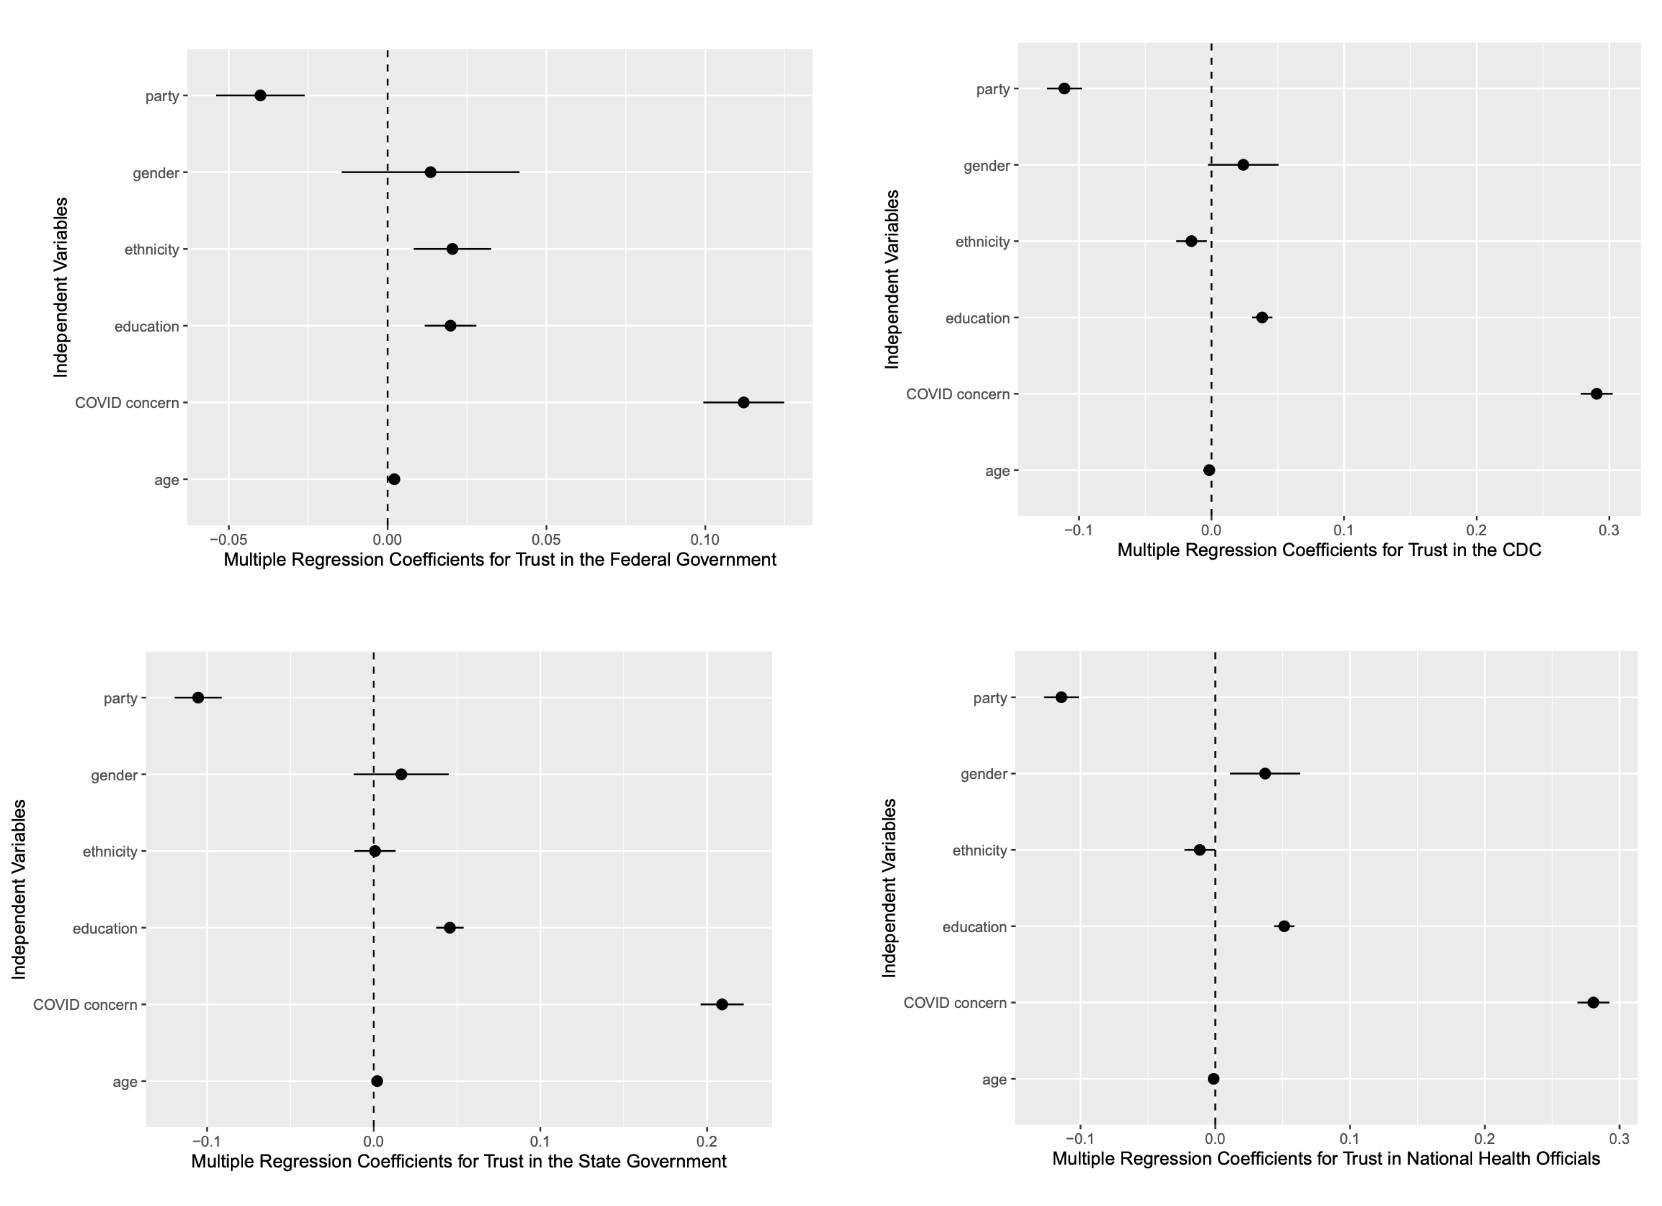 Independent Variables
party
gender
ethnicity
education
COVID concern
age
−0.05 0.00 0.05 0.10
Multiple Regression Coefficients for Trust in the Federal Government
Independent Variables
party
gender
ethnicity
education
COVID concern
age
−0.1 0.0 0.1 0.2 0.3
Multiple Regression Coefficients for Trust in the CDC
Independent Variables
party
gender
ethnicity
education
COVID concern
age
−0.1 0.0 0.1 0.2
Multiple Regression Coefficients for Trust in the State Government
Independent Variables
party
gender
ethnicity
education
COVID concern
age
−0.1 0.0 0.1 0.2 0.3
Multiple Regression Coefficients for Trust in National Health Officials